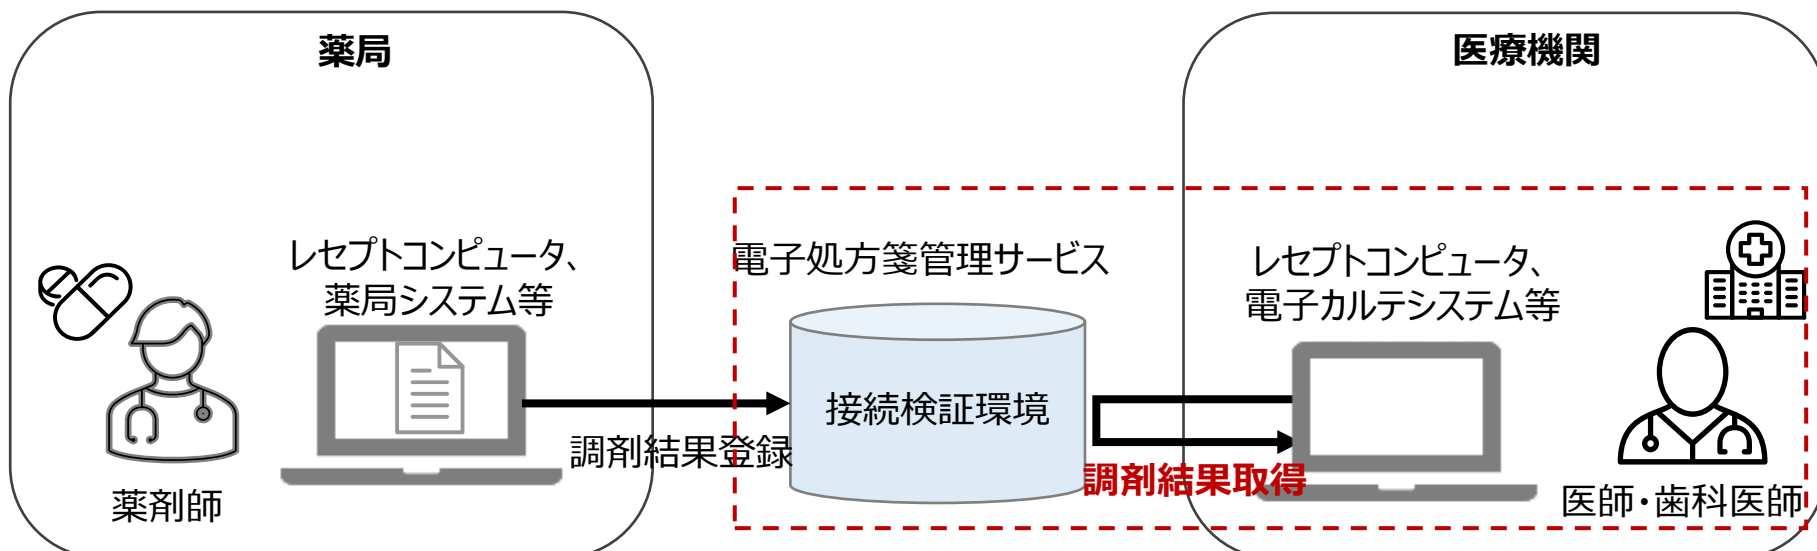 薬局
医療機関
レセプトコンピュータ、
薬局システム等
電子処方箋管理サービス
レセプトコンピュータ、
電子カルテシステム等
接続検証環境
調剤結果登録
調剤結果取得
薬剤師
医師・歯科医師